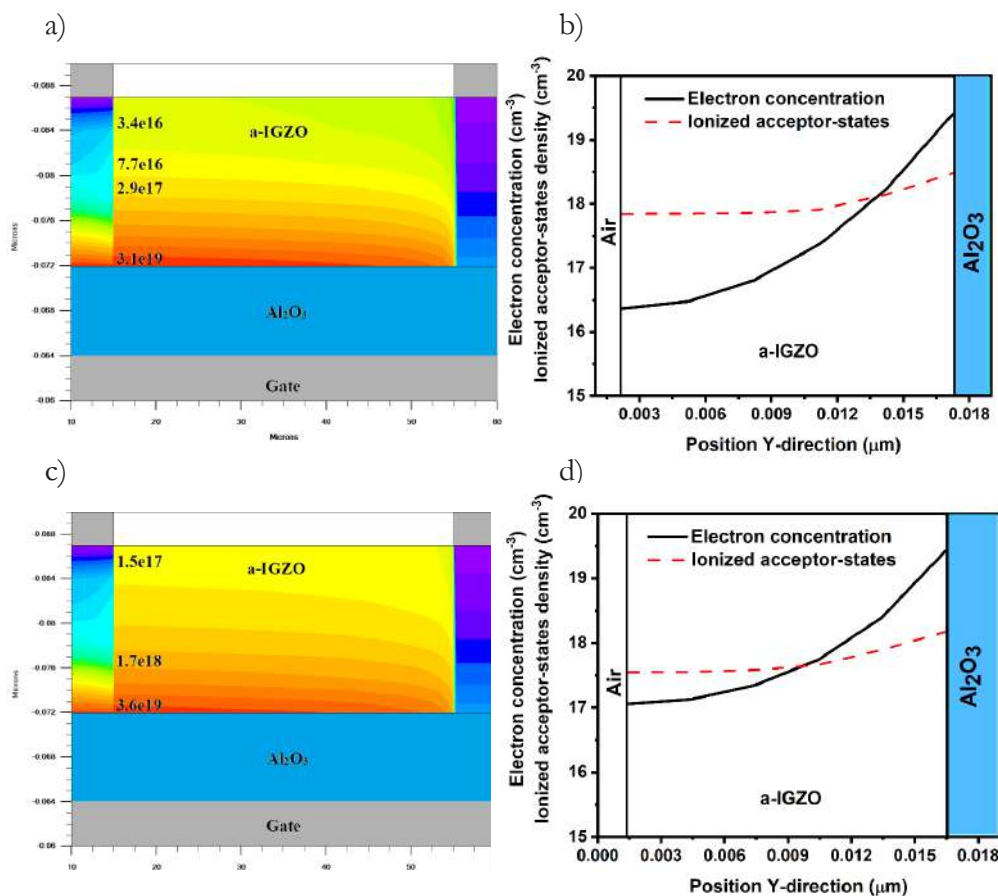 a)
-0.088
-0.084
-0.08
-0.076
-0.072
-0.068
-0.064
-0.06
Microns
3.4e16
7.7e16
2.9e17
3.1e19
a-IGZO
Al₂O₃
Gate
10 20 30 40 50 60
Microns
b)
Electron concentration (cm⁻³)
Ionized acceptor-states density (cm⁻³)
20
19
18
17
16
15
Electron concentration
Ionized acceptor-states
Air
Al₂O₃
a-IGZO
0.003 0.006 0.009 0.012 0.015 0.018
Position Y-direction (μm)
c)
-0.088
-0.084
-0.08
-0.076
-0.072
-0.068
-0.064
-0.06
Microns
1.5e17
1.7e18
3.6e19
a-IGZO
Al₂O₃
Gate
10 20 30 40 50
Microns
d)
Electron concentration (cm⁻³)
Ionized acceptor-states density (cm⁻³)
20
19
18
17
16
15
Electron concentration
Ionized acceptor-states
Air
Al₂O₃
a-IGZO
0.000 0.003 0.006 0.009 0.012 0.015 0.018
Position Y-direction (μm)